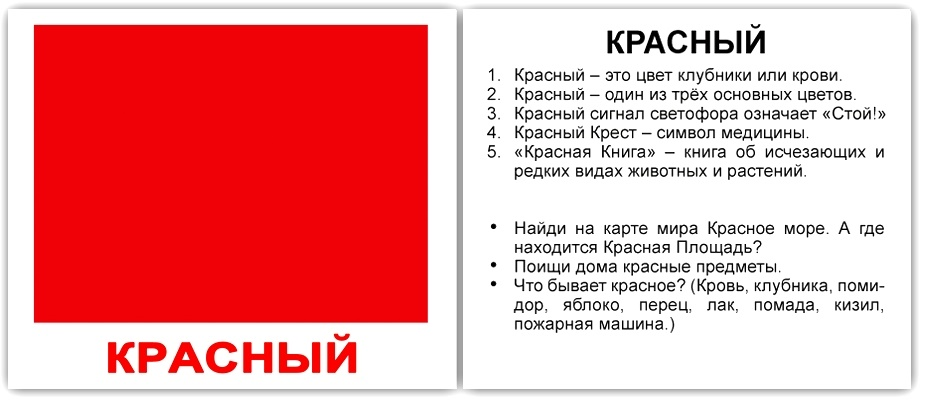 КРАСНЫЙ
КРАСНЫЙ
1. Красный – это цвет клубники или крови.
2. Красный – один из трёх основных цветов.
3. Красный сигнал светофора означает «Стой!»
4. Красный Крест – символ медицины.
5. «Красная Книга» – книга об исчезающих и
редких видах животных и растений.
• Найди на карте мира Красное море. А где
находится Красная Площадь?
• Поищи дома красные предметы.
• Что бывает красное? (Кровь, клубника, поми-
дор, яблоко, перец, лак, помада, кизил,
пожарная машина.)